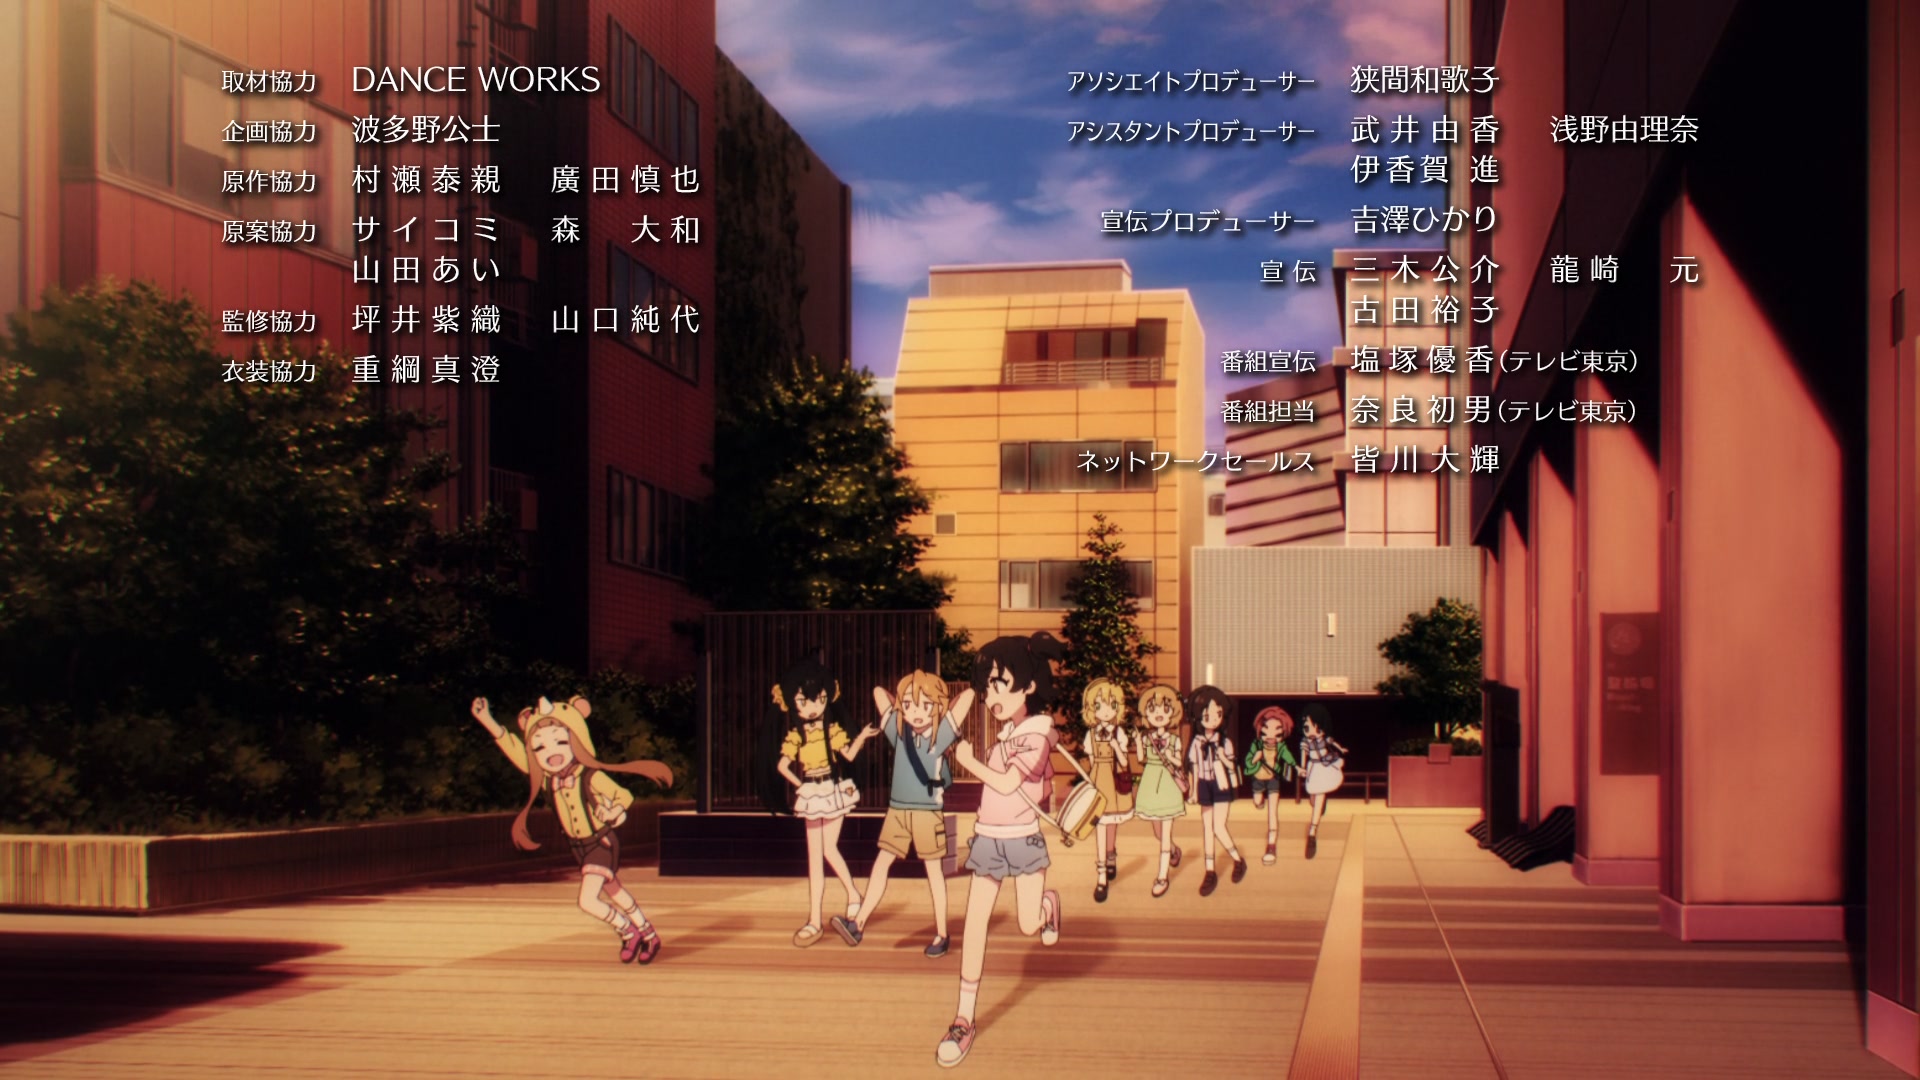 取材協力 DANCE WORKS
企画協力 波多野公士
原作協力 村瀬泰親 廣田慎也
原案協力 サイコミ 森大和
山田あい
監修協力 坪井紫織 山口純代
衣装協力 重綱真澄
アソシエイトプロデューサー 狭間和歌子
アシスタントプロデューサー 武井由香 浅野由理奈
伊香賀進
宣伝プロデューサー 吉澤ひかり
宣伝 三木公介 龍崎元
古田裕子
番組宣伝 塩塚優香(テレビ東京)
番組担当 奈良初男(テレビ東京)
ネットワークセールス 皆川大輝